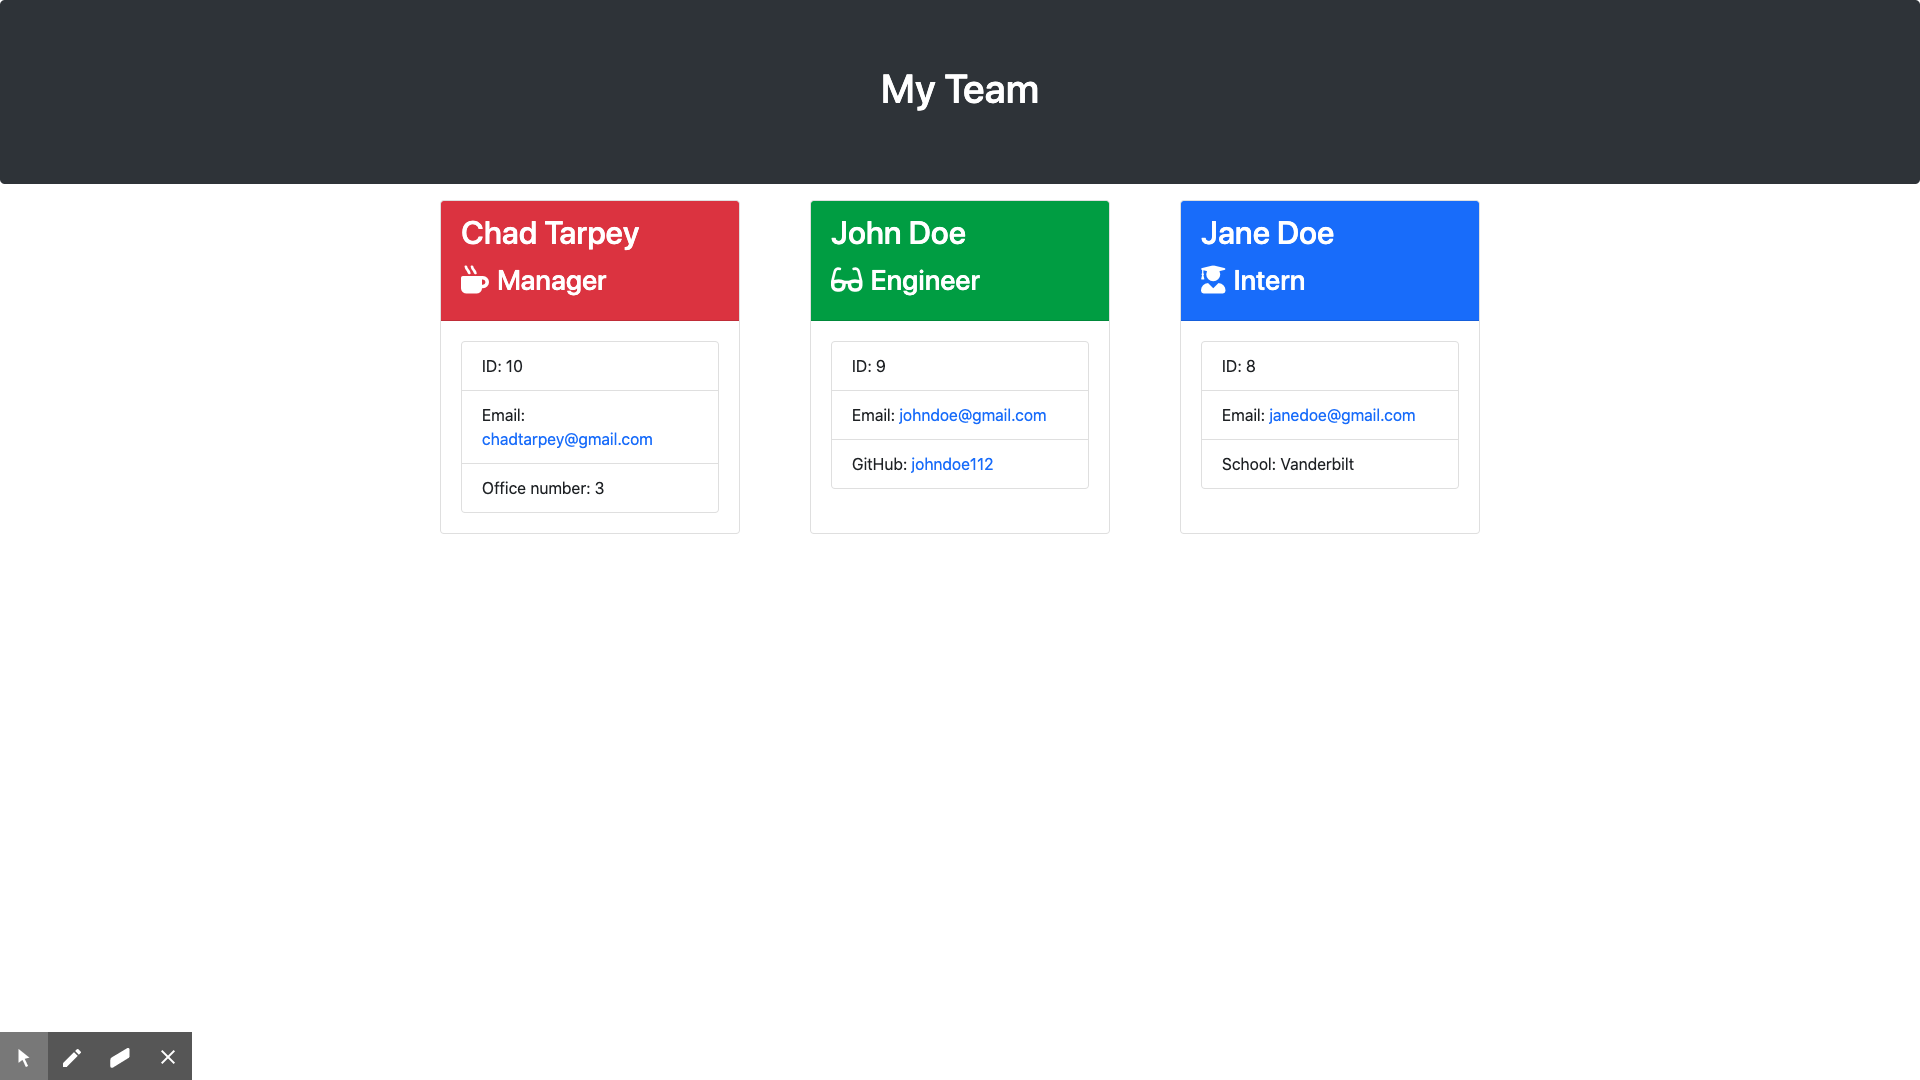 My Team
Chad Tarpey
Manager
ID: 10
Email:
chadtarpey@gmail.com
Office number: 3
John Doe
Engineer
ID: 9
Email: johndoe@gmail.com
GitHub: johndoe112
Jane Doe
Intern
ID: 8
Email: janedoe@gmail.com
School: Vanderbilt